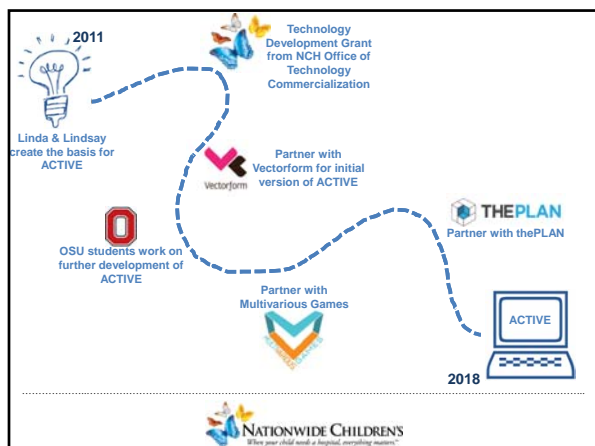 2011
Technology
Development Grant
from NCH Office of
Technology
Commercialization
Linda & Lindsay
create the basis for
ACTIVE
Vectorform
Partner with
Vectorform for initial
version of ACTIVE
THEPLAN
Partner with thePLAN
O
OSU students work on
further development of
ACTIVE
Partner with
Multivarious Games
ACTIVE
2018
NATIONWIDE CHILDREN'S
When your child needs a hospital, everything matters.